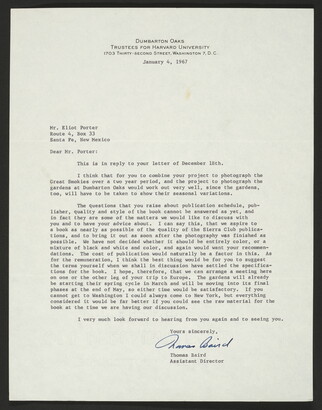 DUMBARTON OAKS
TRUSTEES FOR HARVARD UNIVERSITY
1703 THIRTY-SECOND STREET, WASHINGTON 7, D. C.
January 4, 1967
Mr. Eliot Porter
Route 4, Box 33
Santa Fe, New Mexico
Dear Mr. Porter:
This is in reply to your letter of December 18th.
I think that for you to combine your project to photograph the
Great Smokies over a two year period, and the project to photograph the
gardens at Dumbarton Oaks would work out very well, since the gardens,
too, will have to be taken to show their seasonal variations.
The questions that you raise about publication schedule, pub-
lisher, quality and style of the book cannot be answered as yet, and
in fact they are some of the matters we would like to discuss with
you and to have your advice about. I can say this, that we aspire to
a book as nearly as possible of the quality of the Sierra Club publica-
tions, and to bring it out as soon after the photography was finished as
possible. We have not decided whether it should be entirely color, or a
mixture of black and white and color, and again would want your recommen-
dations. The cost of publication would naturally be a factor in this. As
for the remuneration, I think the best thing would be for you to suggest
the terms yourself when we shall in discussion have settled the specifica-
tions for the book. I hope, therefore, that we can arrange a meeting here
on one or the other leg of your trip to Europe. The gardens will already
be starting their spring cycle in March and will be moving into its final
phases at the end of May, so either time would be satisfactory. If you
cannot get to Washington I could always come to New York, but everything
considered it would be far better if you could see the raw material for the
book at the time we are having our discussion.
I very much look forward to hearing from you again and to seeing you.
Yours sincerely,
Thomas Baird
Thomas Baird
Assistant Director